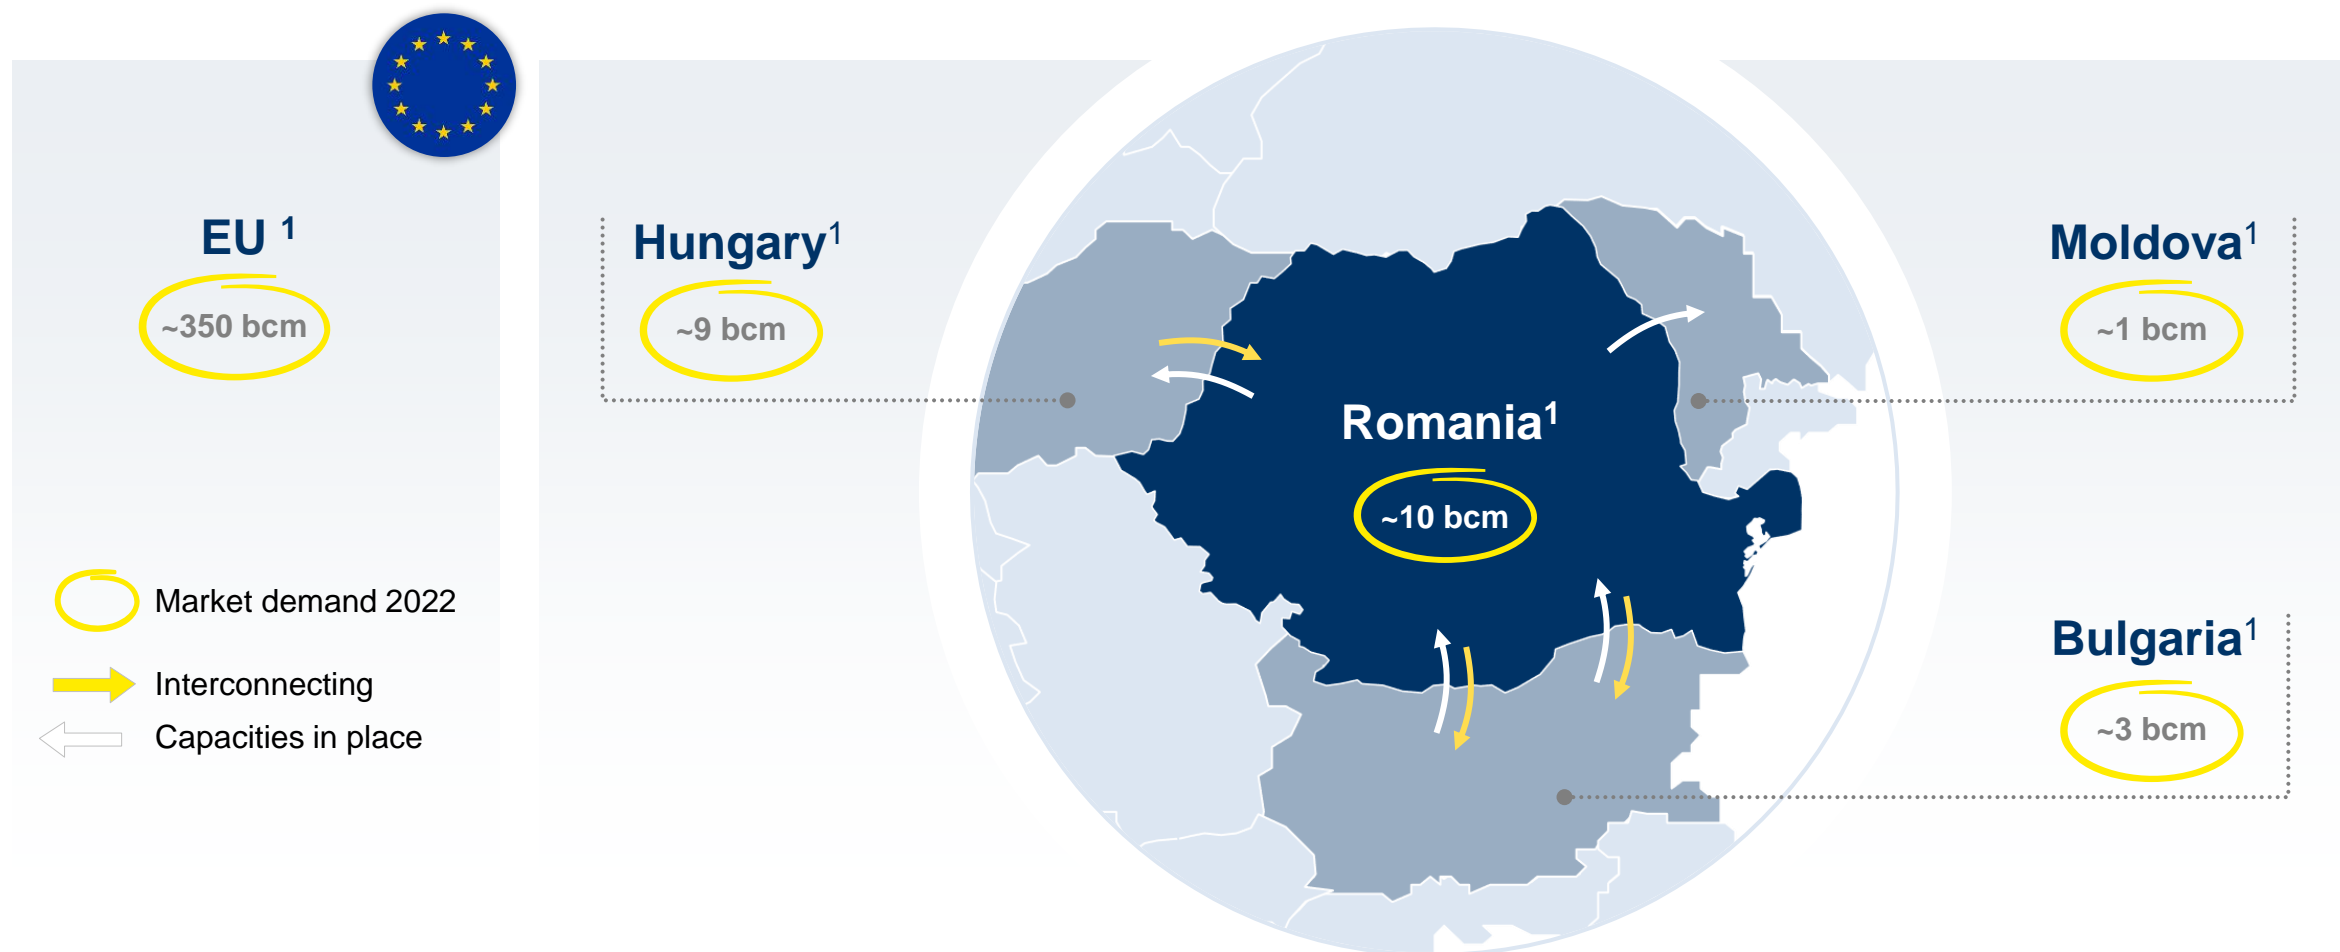 EU 1
~350 bcm
Market demand 2022
Interconnecting
Capacities in place
Hungary1
~9 bcm
Romania1
~10 bcm
Moldova1
~1 bcm
Bulgaria1
~3 bcm